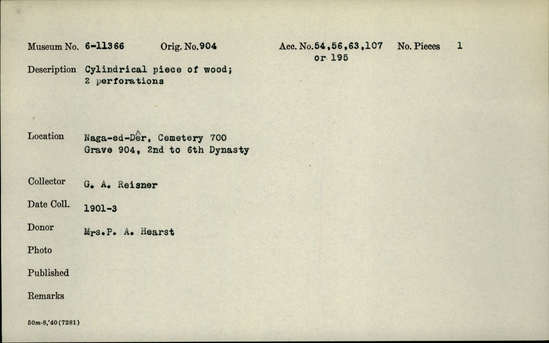 Museum No. 6-11366 Orig. No. 904 Acc. No. 54,56,63,107 No. Pieces 1
or 195
Description Cylindrical piece of wood;
2 perforations
Location Naga-ed-Dêr, Cemetery 700
Grave 904, 2nd to 6th Dynasty
Collector G. A. Reisner
Date Coll. 1901-3
Donor Mrs.P. A. Hearst
Photo
Published
Remarks
50m-8,'40(7281)